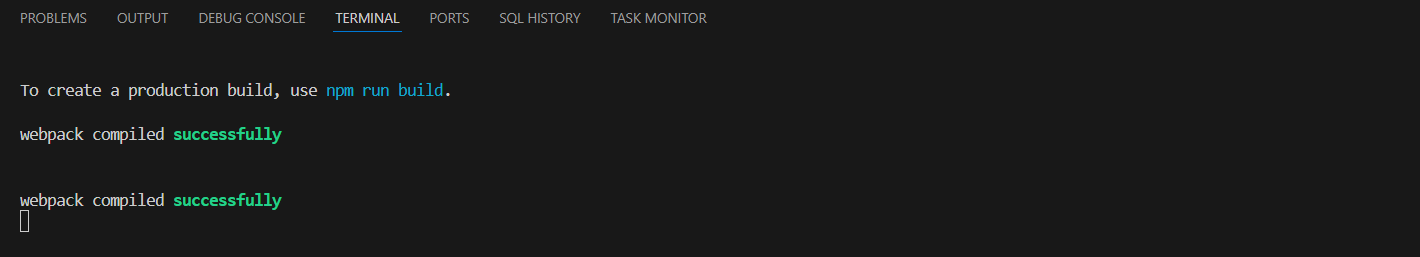 PROBLEMS OUTPUT DEBUG CONSOLE TERMINAL PORTS SQL HISTORY TASK MONITOR
To create a production build, use npm run build.
webpack compiled successfully
webpack compiled successfully